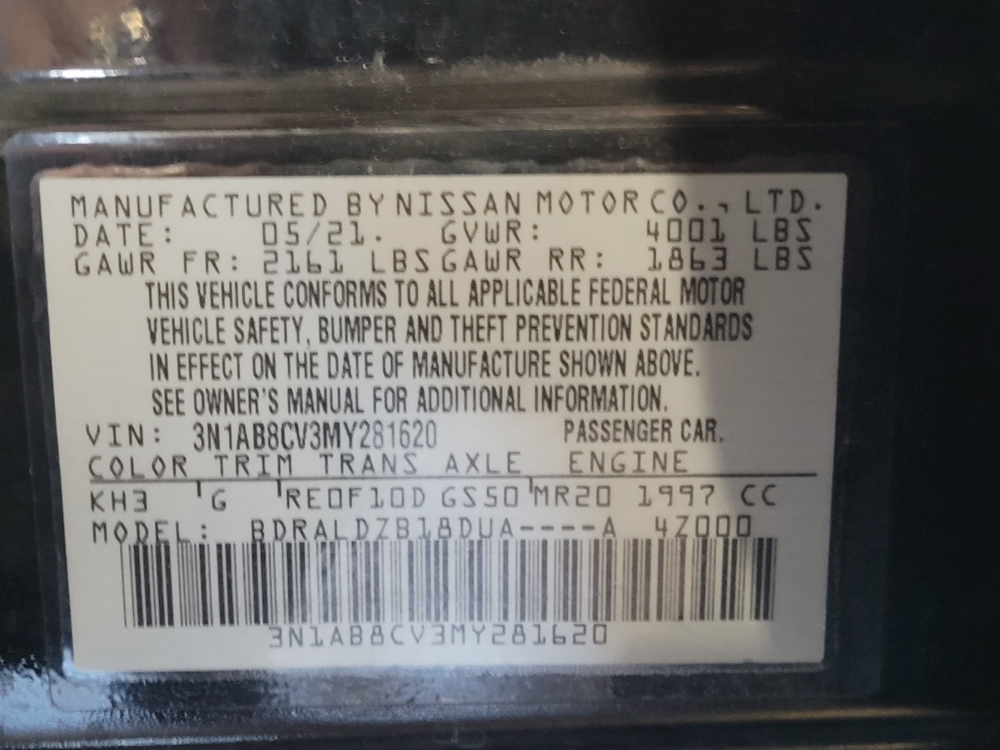 MANUFACTURED BY NISSAN MOTOR CO., LTD.
DATE: 05/21. GVWR: 4001 LBS
GAWR FR: 2161 LBS GAWR RR: 1863 LBS
THIS VEHICLE CONFORMS TO ALL APPLICABLE FEDERAL MOTOR
VEHICLE SAFETY, BUMPER AND THEFT PREVENTION STANDARDS
IN EFFECT ON THE DATE OF MANUFACTURE SHOWN ABOVE.
SEE OWNER'S MANUAL FOR ADDITIONAL INFORMATION.
VIN: 3N1AB8CV3MY281620 PASSENGER CAR.
COLOR TRIM TRANS AXLE ENGINE
KH3 G RE0F10D GS50 MR20 1997 CC
MODEL: BDRALDZB18DUA----A 4Z000
3N1AB8CV3MY281620